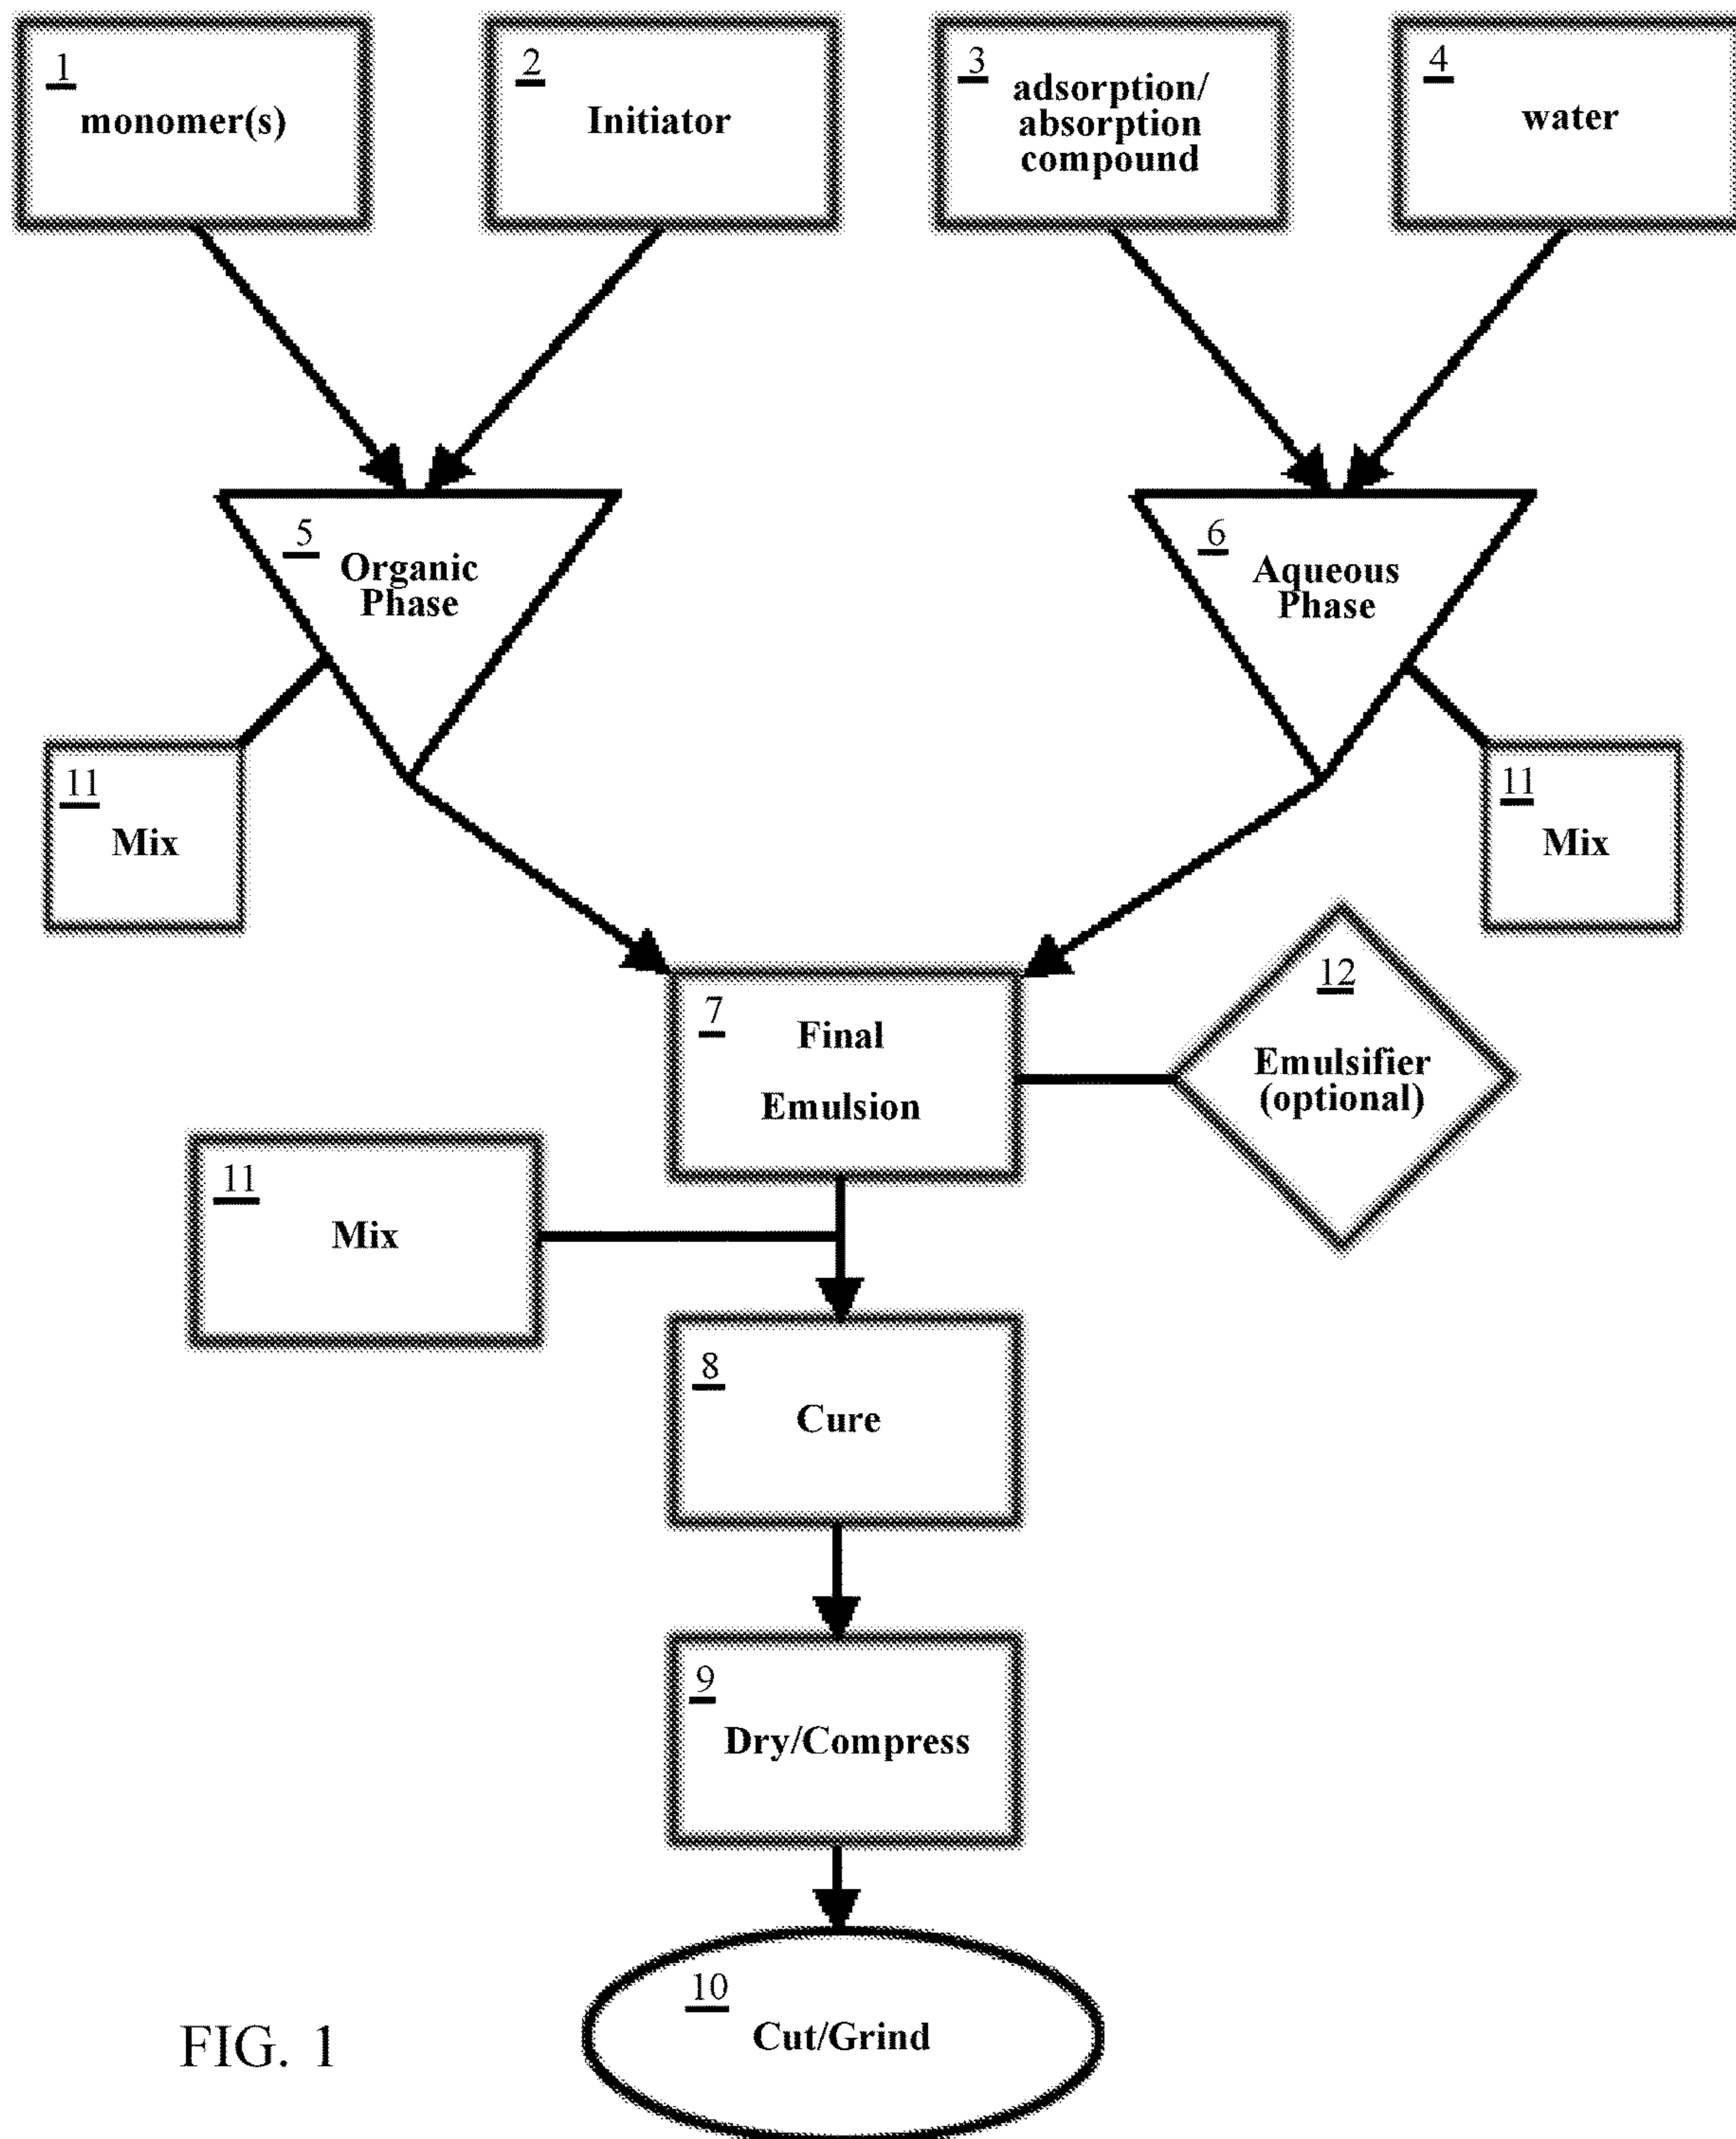 1
monomer(s)
2
Initiator
3
adsorption/
absorption
compound
4
water
5
Organic
Phase
6
Aqueous
Phase
11
Mix
11
Mix
7
Final
Emulsion
12
Emulsifier
(optional)
11
Mix
8
Cure
9
Dry/Compress
10
Cut/Grind
FIG. 1